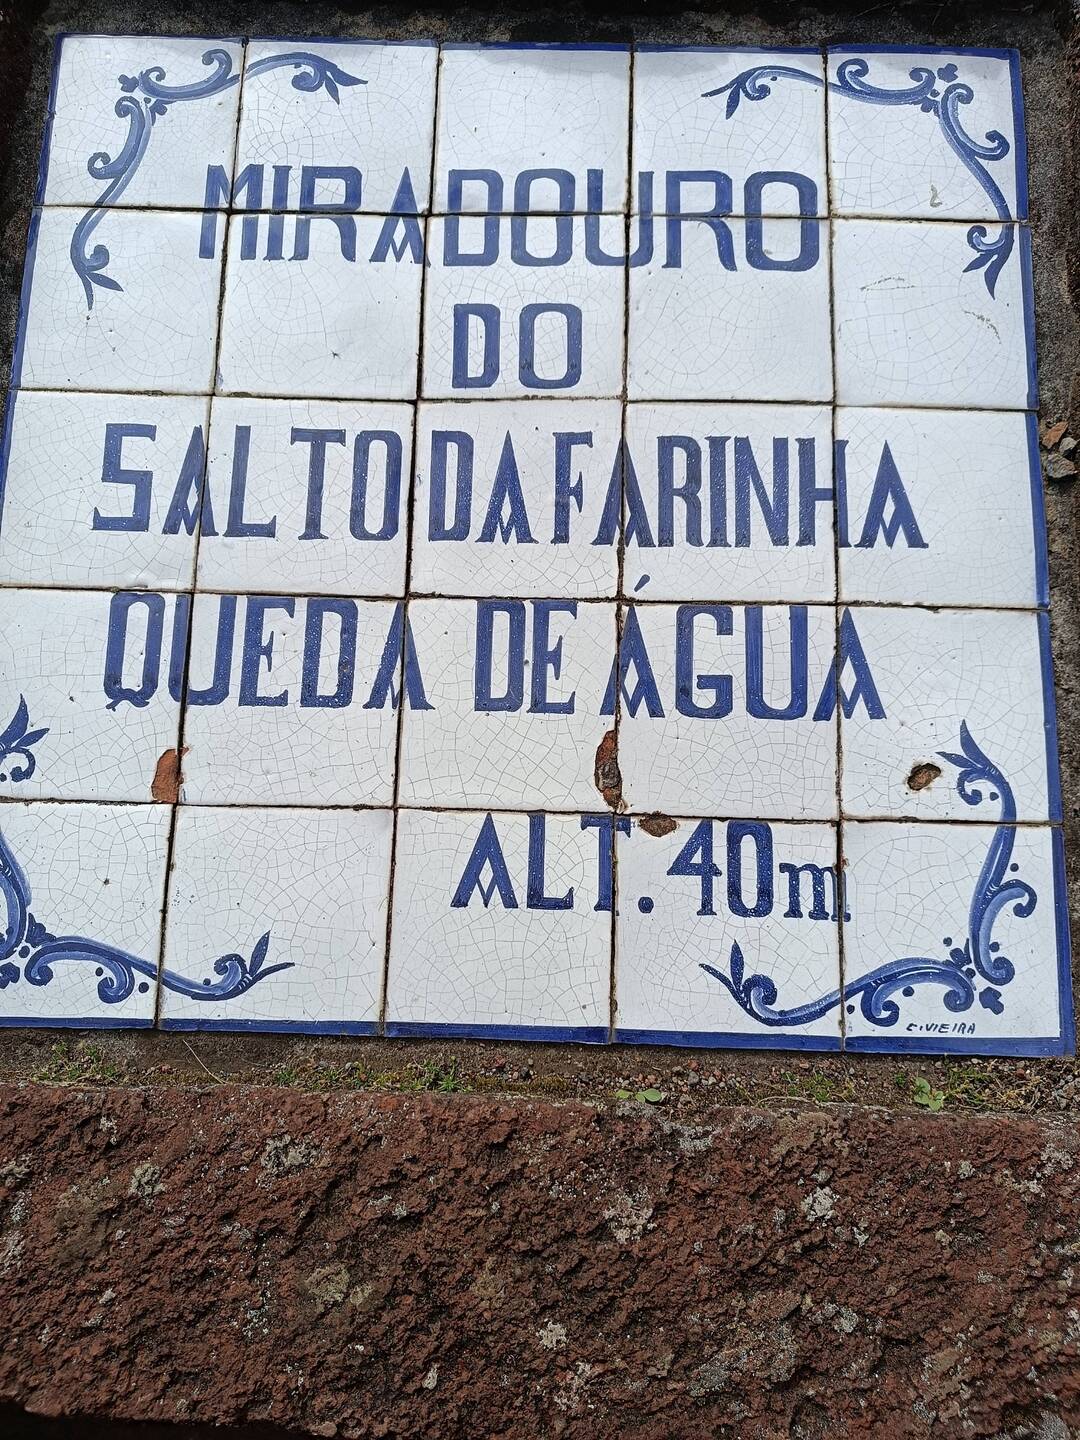 MIRADOURO
DO
SALTO DA FARINHA
QUEDA DE ÁGUA
ALT. 40m
C.VIEIRA